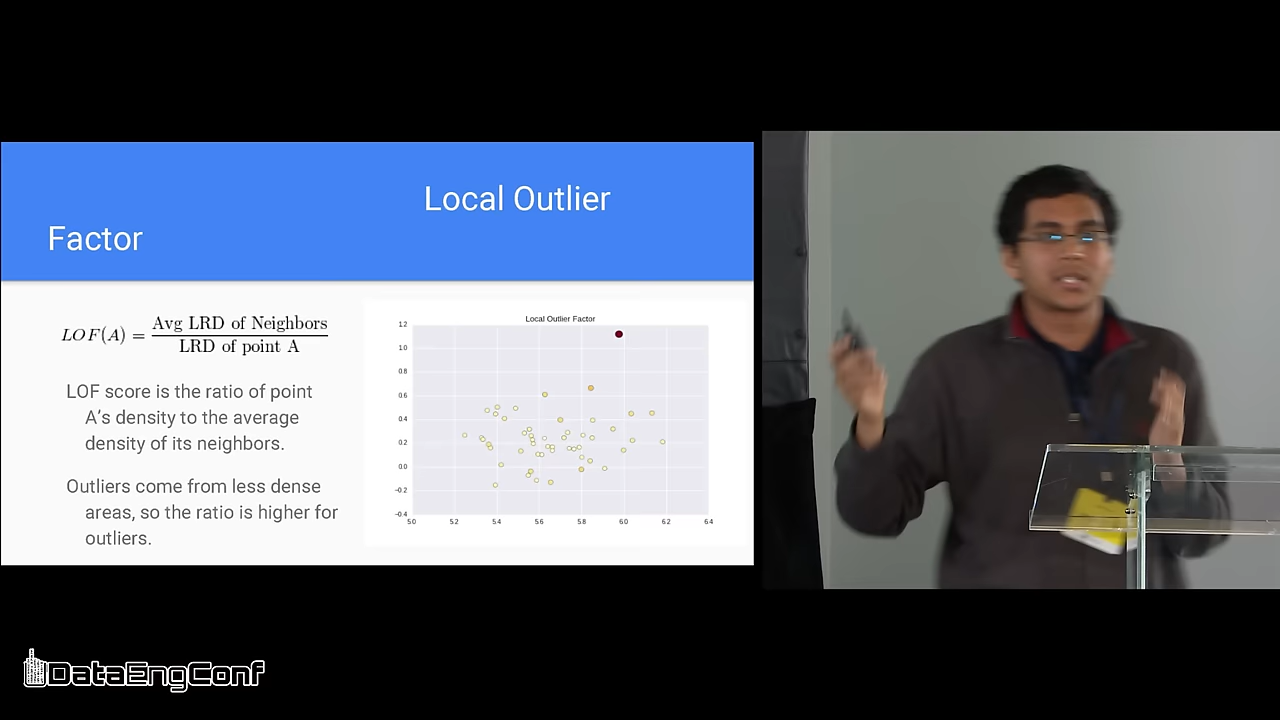 Local Outlier
Factor
LOF(A) = Avg LRD of Neighbors
LRD of point A
LOF score is the ratio of point
A's density to the average
density of its neighbors.
Outliers come from less dense
areas, so the ratio is higher for
outliers.
Local Outlier Factor
1.2
1.0
0.8
0.6
0.4
0.2
0.0
−0.2
−0.4
5.0 5.2 5.4 5.6 5.8 6.0 6.2 6.4
DataEngConf